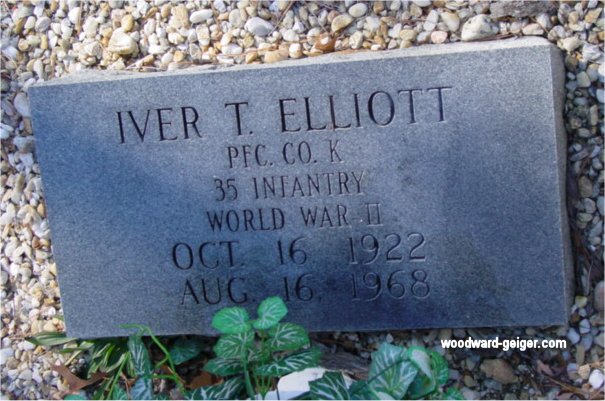 IVER T. ELLIOTT
PFC. CO. K
35 INFANTRY
WORLD WAR II
OCT. 16 1922
AUG. 16, 1968
woodward-geiger.com